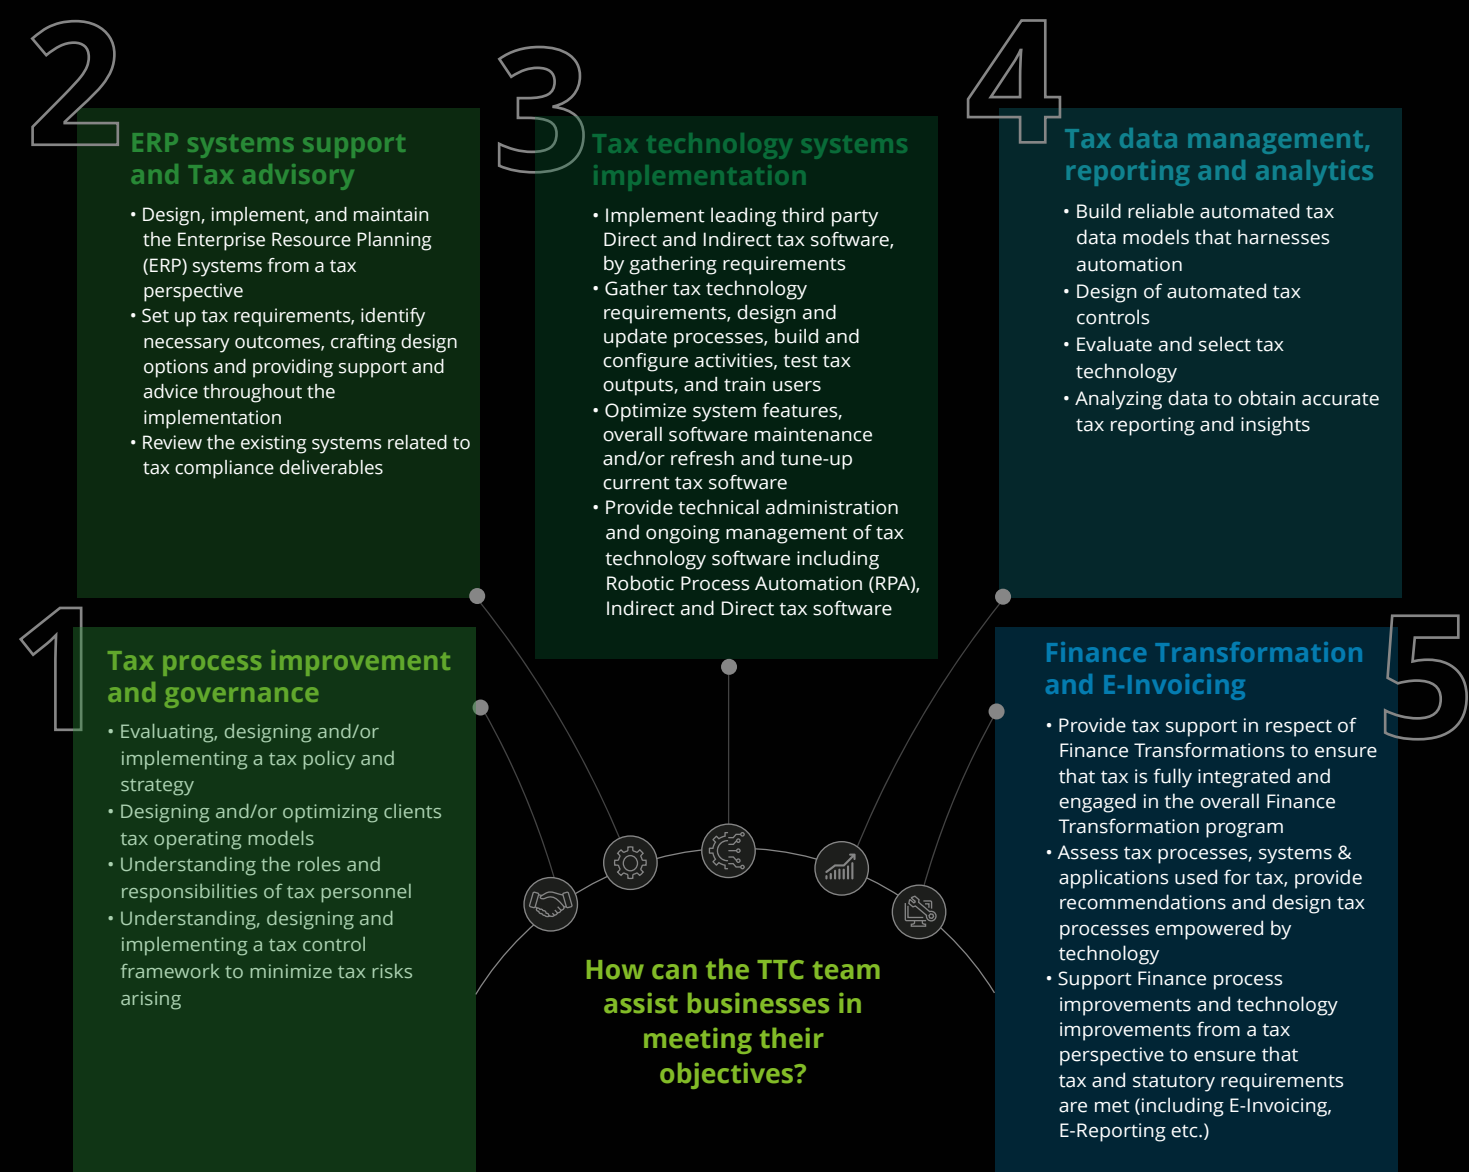 1
Tax process improvement
and governance
• Evaluating, designing and/or
implementing a tax policy and
strategy
• Designing and/or optimizing clients
tax operating models
• Understanding the roles and
responsibilities of tax personnel
• Understanding, designing and
implementing a tax control
framework to minimize tax risks
arising
2
ERP systems support
and Tax advisory
• Design, implement, and maintain
the Enterprise Resource Planning
(ERP) systems from a tax
perspective
• Set up tax requirements, identify
necessary outcomes, crafting design
options and providing support and
advice throughout the
implementation
• Review the existing systems related to
tax compliance deliverables
3
Tax technology systems
implementation
• Implement leading third party
Direct and Indirect tax software,
by gathering requirements
• Gather tax technology
requirements, design and
update processes, build and
configure activities, test tax
outputs, and train users
• Optimize system features,
overall software maintenance
and/or refresh and tune-up
current tax software
• Provide technical administration
and ongoing management of tax
technology software including
Robotic Process Automation (RPA),
Indirect and Direct tax software
4
Tax data management,
reporting and analytics
• Build reliable automated tax
data models that harnesses
automation
• Design of automated tax
controls
• Evaluate and select tax
technology
• Analyzing data to obtain accurate
tax reporting and insights
5
Finance Transformation
and E-Invoicing
• Provide tax support in respect of
Finance Transformations to ensure
that tax is fully integrated and
engaged in the overall Finance
Transformation program
• Assess tax processes, systems &
applications used for tax, provide
recommendations and design tax
processes empowered by
technology
• Support Finance process
improvements and technology
improvements from a tax
perspective to ensure that
tax and statutory requirements
are met (including E-Invoicing,
E-Reporting etc.)
How can the TTC team
assist businesses in
meeting their
objectives?